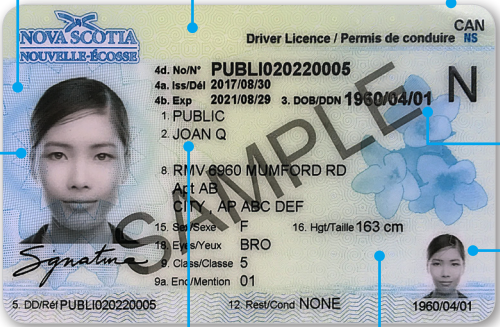 NOVA SCOTIA
NOUVELLE-ÉCOSSE
CAN
Driver Licence / Permis de conduire NS
4d. No/N° PUBLI020220005
4a. Iss/Dél 2017/08/30
4b. Exp 2021/08/29 3. DOB/DDN 1960/04/01 N
1. PUBLIC
2. JOAN Q
8. RMV 6960 MUMFORD RD
Apt AB
CITY, AP ABC DEF
15. Sex/Sexe F 16. Hgt/Taille 163 cm
18. Eyes/Yeux BRO
9. Class/Classe 5
9a. End/Mention 01
Signature
5. DD/Réf PUBLI020220005 12. Rest/Cond NONE 1960/04/01
SAMPLE